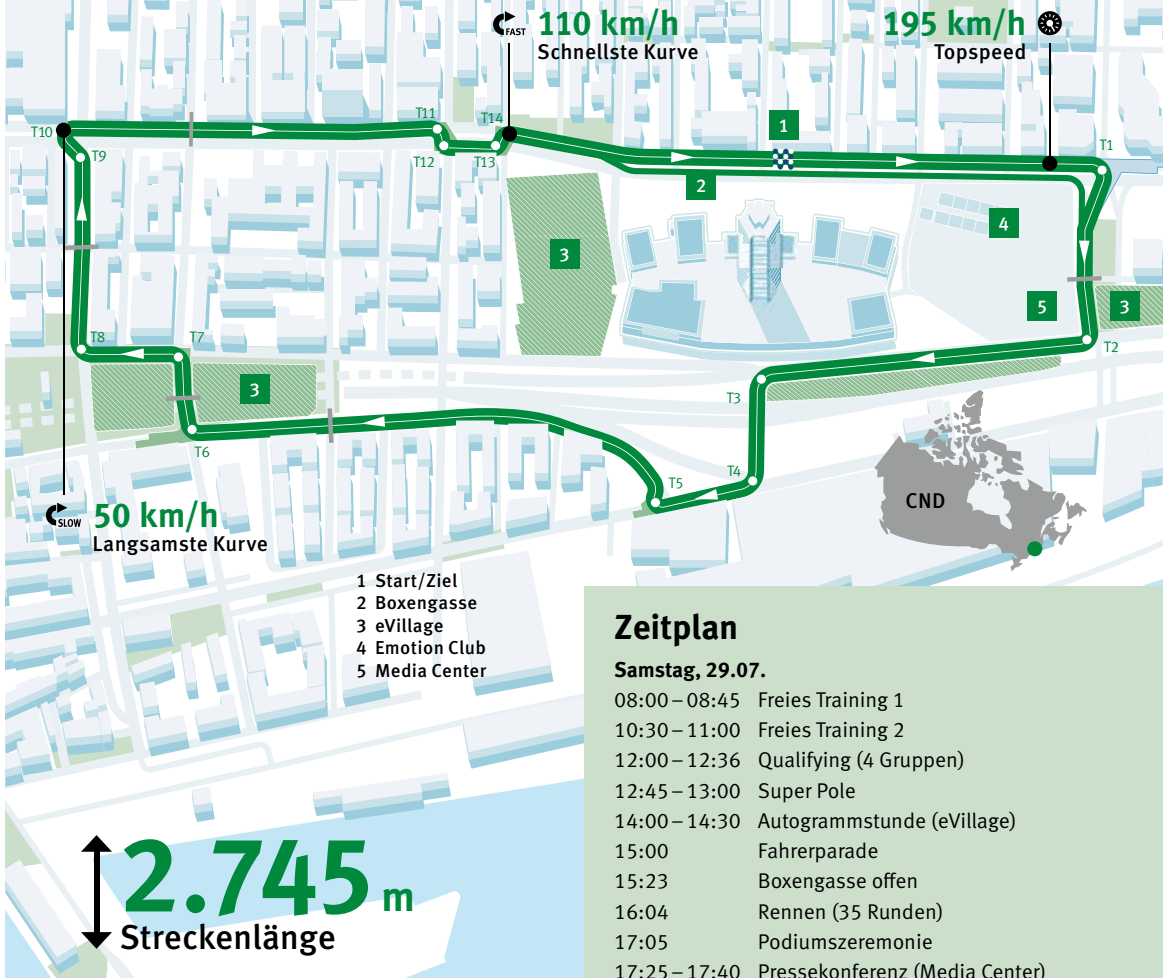 FAST
110 km/h
Schnellste Kurve
195 km/h
Topspeed
T10
T9
T11
T12
T13
T14
1
2
T1
4
3
5
3
T2
T8
T7
3
T3
T6
T5
T4
SLOW
50 km/h
Langsamste Kurve
CND
1 Start/Ziel
2 Boxengasse
3 eVillage
4 Emotion Club
5 Media Center
2.745 m
Streckenlänge
Zeitplan
Samstag, 29.07.
08:00–08:45 Freies Training 1
10:30–11:00 Freies Training 2
12:00–12:36 Qualifying (4 Gruppen)
12:45–13:00 Super Pole
14:00–14:30 Autogrammstunde (eVillage)
15:00 Fahrerparade
15:23 Boxengasse offen
16:04 Rennen (35 Runden)
17:05 Podiumszeremonie
17:25–17:40 Pressekonferenz (Media Center)